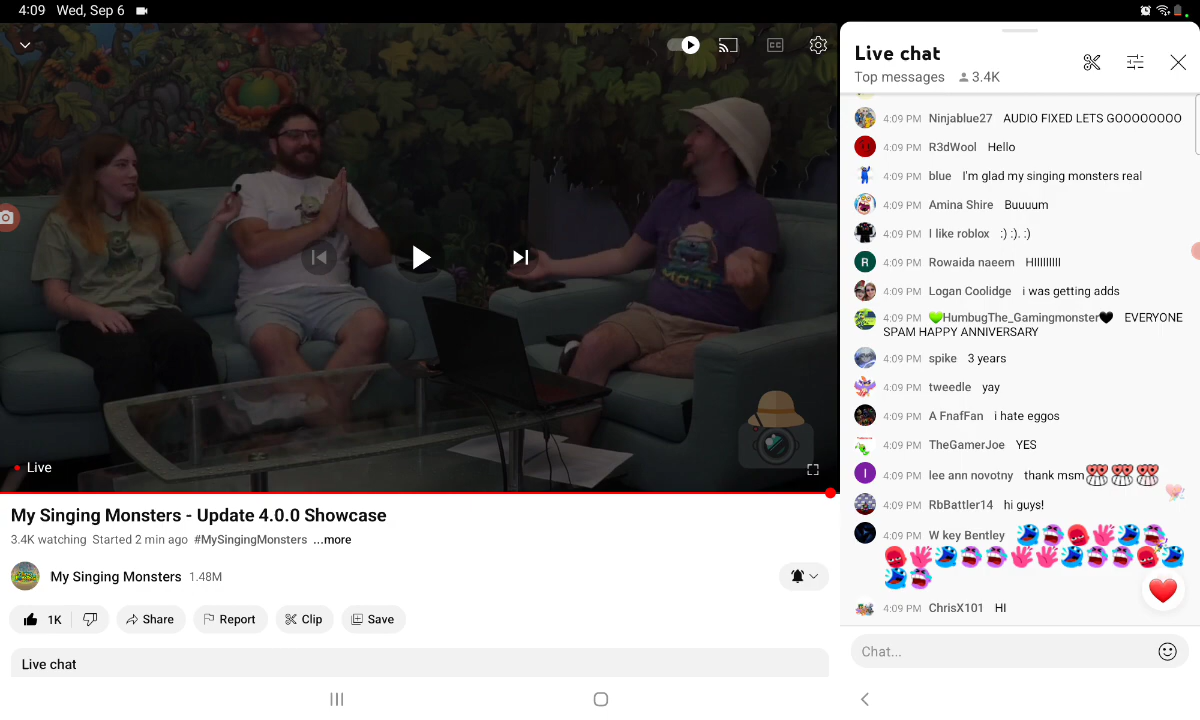 4:09 Wed, Sep 6
CC
Live
My Singing Monsters - Update 4.0.0 Showcase
3.4K watching Started 2 min ago #MySingingMonsters ...more
My Singing Monsters 1.48M
1K Share Report Clip Save
Live chat
Live chat
Top messages 3.4K
4:09 PM Ninjablue27 AUDIO FIXED LETS GOOOOOOOO
4:09 PM R3dWool Hello
4:09 PM blue I'm glad my singing monsters real
4:09 PM Amina Shire Buuuum
4:09 PM I like roblox :) :). :)
R 4:09 PM Rowaida naeem HIIIIIIIII
4:09 PM Logan Coolidge i was getting adds
4:09 PM 💚HumbugThe_Gamingmonster🖤 EVERYONE
SPAM HAPPY ANNIVERSARY
4:09 PM spike 3 years
4:09 PM tweedle yay
4:09 PM A FnafFan i hate eggos
4:09 PM TheGamerJoe YES
I 4:09 PM lee ann novotny thank msm
4:09 PM RbBattler14 hi guys!
4:09 PM W key Bentley
4:09 PM ChrisX101 HI
Chat...